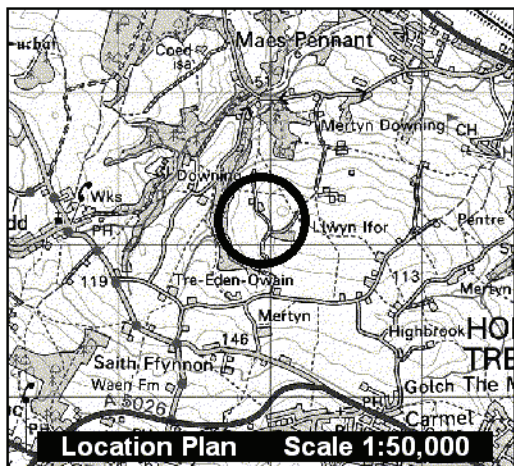 Coed
isa
Maes Pennant
51
Mertyn Downing
CH
Downing
Wks
PH
Llwyn Ifor
Pentre
dd
119
Tre-Eden-Owain
113
Mertyn
Mertyn
146
Highbrook
HO
TRE
Saith Ffynnon
Waen Fm
Golch
The M
A 5026
PH
Carmel
PH
Location Plan Scale 1:50,000